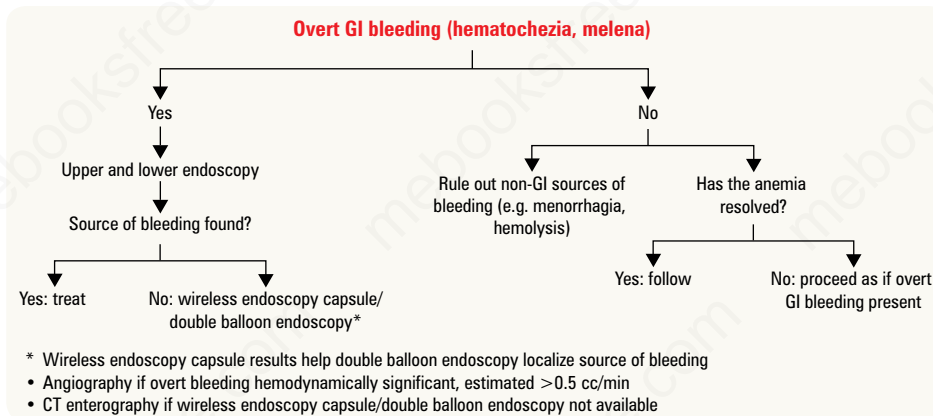 Overt GI bleeding (hematochezia, melena)
Yes
No
Upper and lower endoscopy
Source of bleeding found?
Yes: treat
No: wireless endoscopy capsule/
double balloon endoscopy*
Rule out non-GI sources of
bleeding (e.g. menorrhagia,
hemolysis)
Has the anemia
resolved?
Yes: follow
No: proceed as if overt
GI bleeding present
* Wireless endoscopy capsule results help double balloon endoscopy localize source of bleeding
• Angiography if overt bleeding hemodynamically significant, estimated >0.5 cc/min
• CT enterography if wireless endoscopy capsule/double balloon endoscopy not available